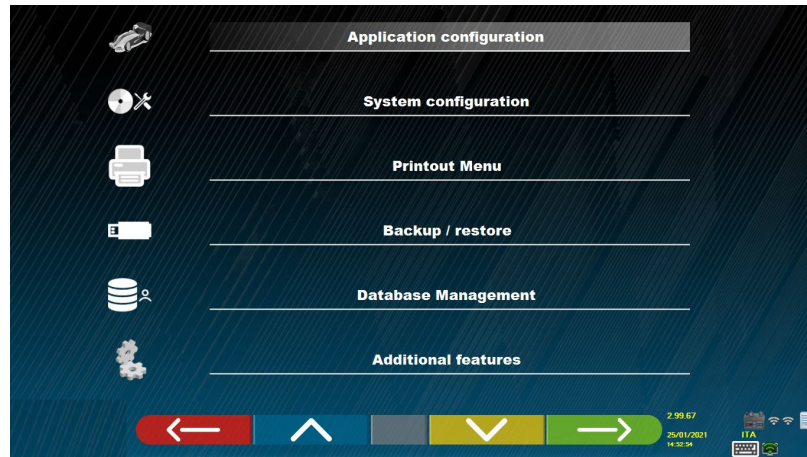 Application configuration
System configuration
Printout Menu
Backup / restore
Database Management
Additional features
2.99.67
25/01/2021
14:52:54
ITA